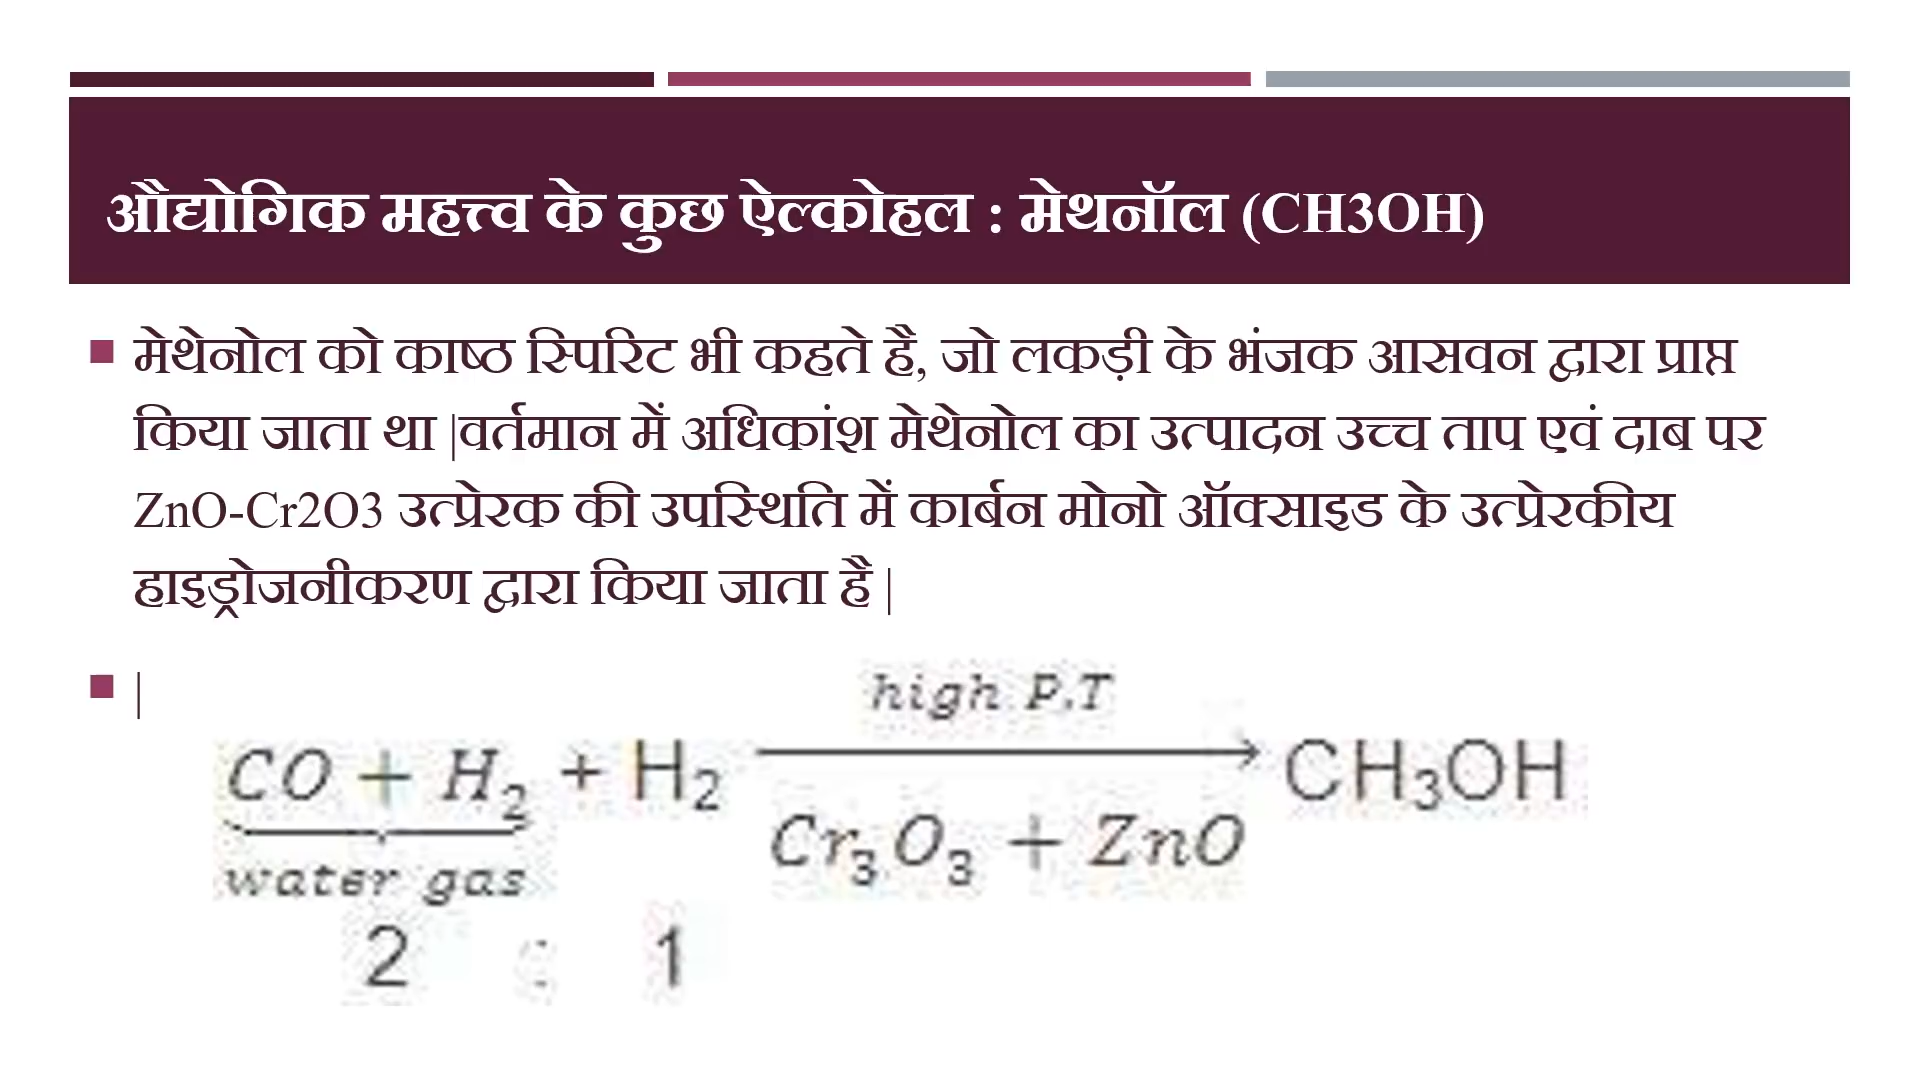 औद्योगिक महत्त्व के कुछ ऐल्कोहल : मेथनॉल (CH3OH)
मेथेनोल को काष्ठ स्पिरिट भी कहते है, जो लकड़ी के भंजक आसवन द्वारा प्राप्त
किया जाता था |वर्तमान में अधिकांश मेथेनोल का उत्पादन उच्च ताप एवं दाब पर
ZnO-Cr2O3 उत्प्रेरक की उपस्थिति में कार्बन मोनो ऑक्साइड के उत्प्रेरकीय
हाइड्रोजनीकरण द्वारा किया जाता है |
|
high P.T
CO + H₂ + H₂ → CH₃OH
Cr₃O₃ + ZnO
water gas
2 : 1